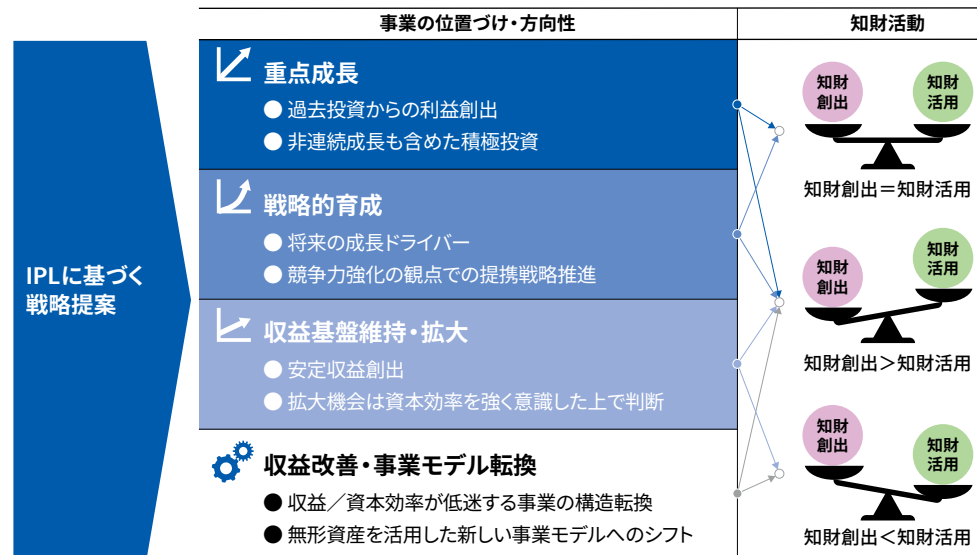 事業の位置づけ・方向性
知財活動
IPLに基づく
戦略提案
重点成長
● 過去投資からの利益創出
● 非連続成長も含めた積極投資
戦略的育成
● 将来の成長ドライバー
● 競争力強化の観点での提携戦略推進
収益基盤維持・拡大
● 安定収益創出
● 拡大機会は資本効率を強く意識した上で判断
収益改善・事業モデル転換
● 収益／資本効率が低迷する事業の構造転換
● 無形資産を活用した新しい事業モデルへのシフト
知財
創出
知財
活用
知財創出＝知財活用
知財
創出
知財
活用
知財創出＞知財活用
知財
創出
知財
活用
知財創出＜知財活用